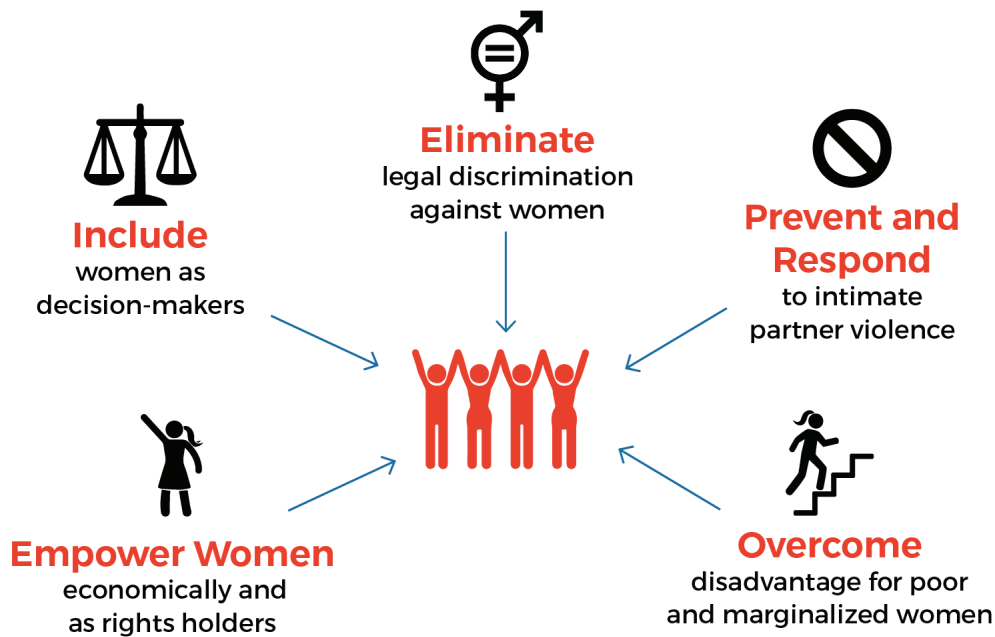 Eliminate
legal discrimination
against women
Include
women as
decision-makers
Prevent and
Respond
to intimate
partner violence
Empower Women
economically and
as rights holders
Overcome
disadvantage for poor
and marginalized women